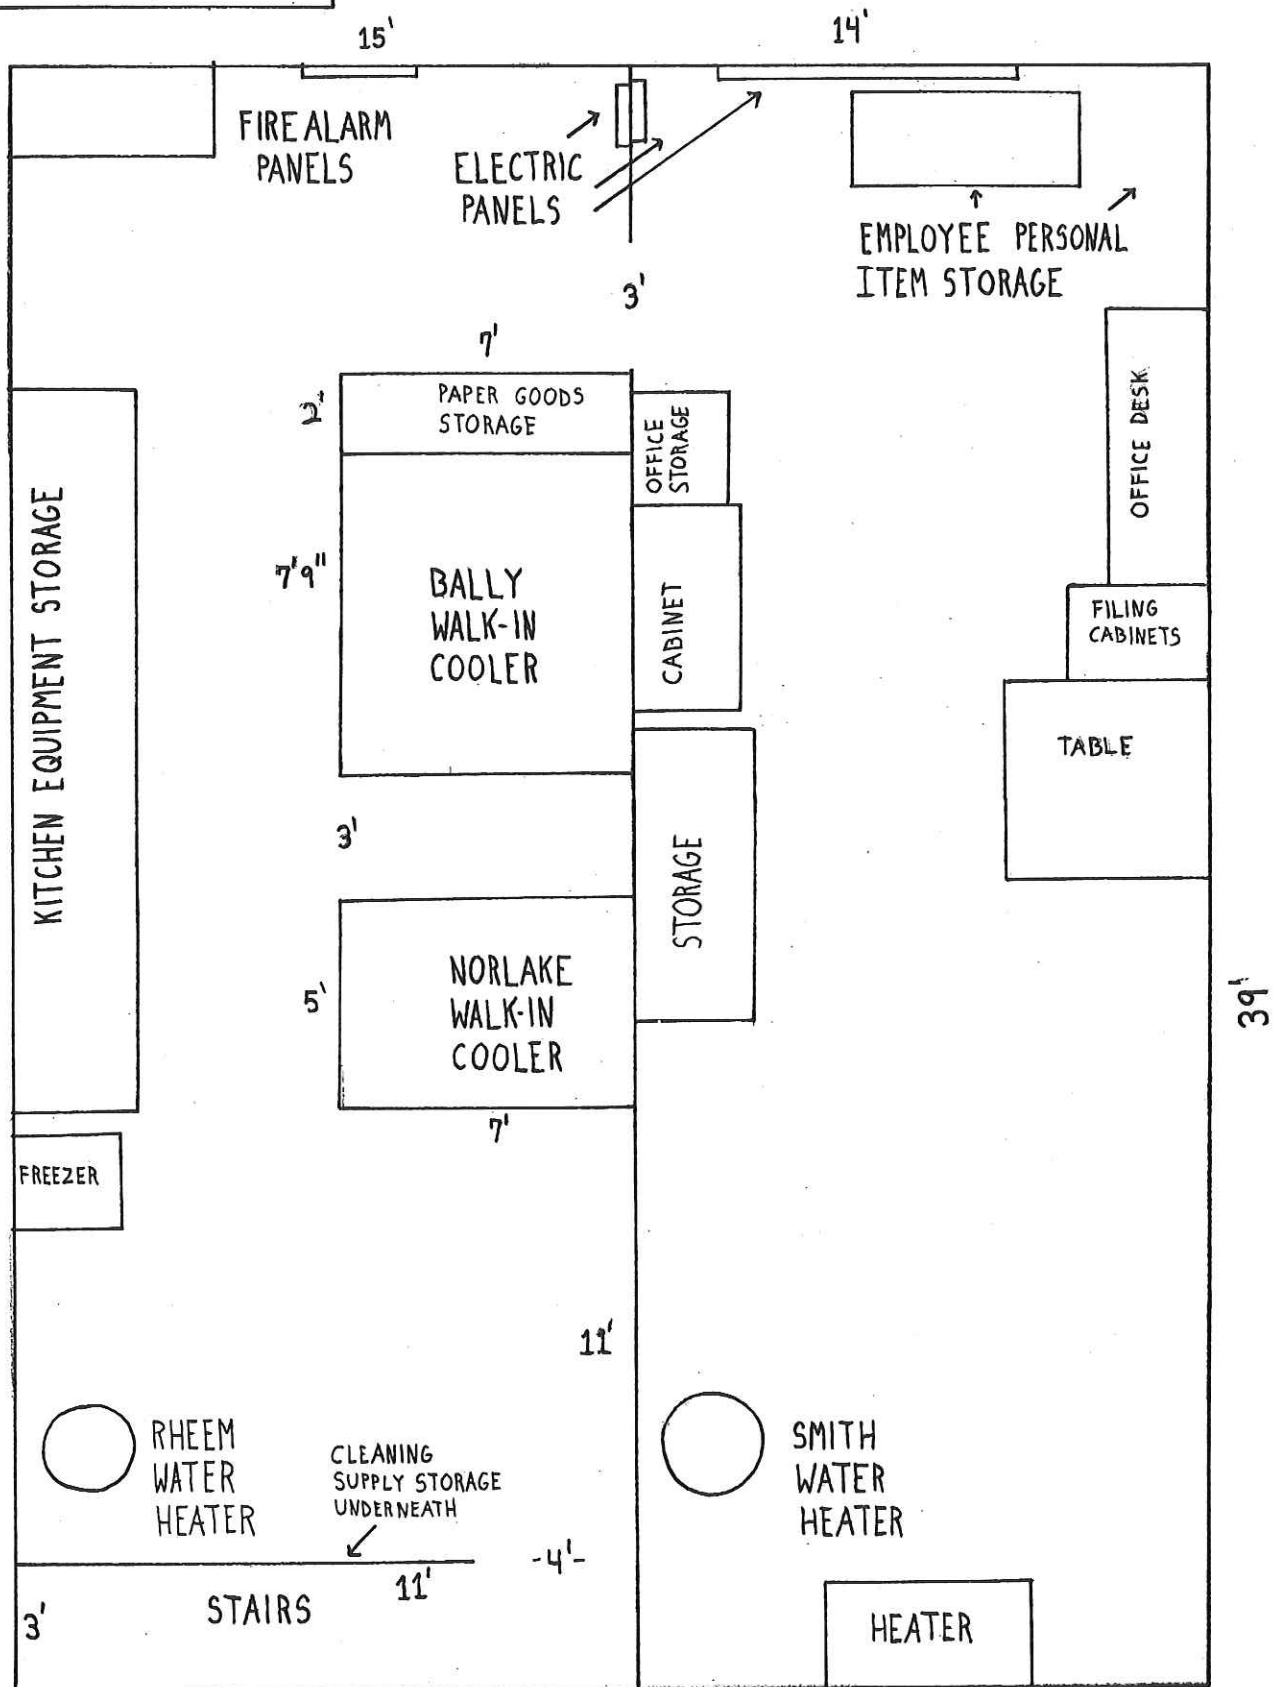 15'
14'
FIRE ALARM
PANELS
ELECTRIC
PANELS
EMPLOYEE PERSONAL
ITEM STORAGE
3'
7'
2'
PAPER GOODS
STORAGE
OFFICE
STORAGE
OFFICE DESK
KITCHEN EQUIPMENT STORAGE
7'9"
BALLY
WALK-IN
COOLER
CABINET
FILING
CABINETS
TABLE
3'
STORAGE
5'
NORLAKE
WALK-IN
COOLER
39'
7'
FREEZER
11'
RHEEM
WATER
HEATER
CLEANING
SUPPLY STORAGE
UNDERNEATH
SMITH
WATER
HEATER
-4'-
11'
3'
STAIRS
HEATER